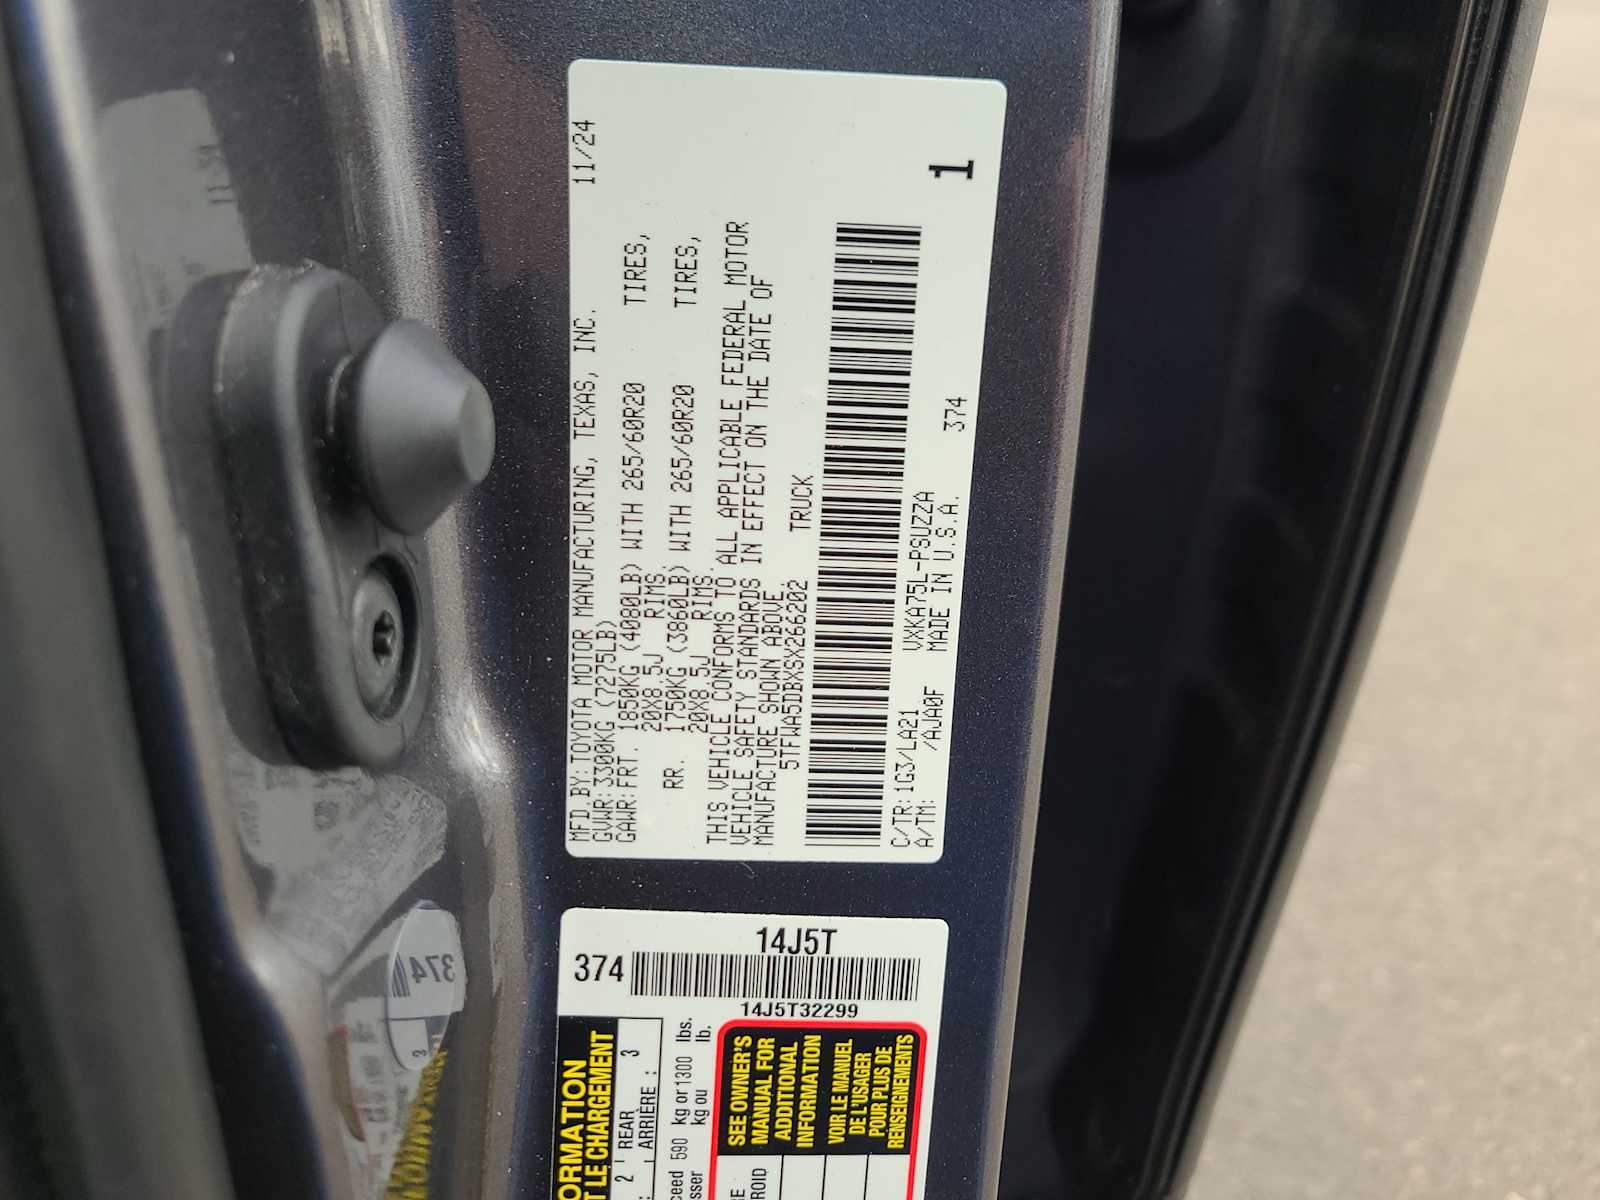 MFD.BY:TOYOTA MOTOR MANUFACTURING, TEXAS, INC. 11/24
GVWR:3300KG (7275LB)
GAWR:FRT. 1850KG (4080LB) WITH 265/60R20 TIRES,
20X8.5J RIMS,
RR. 1750KG (3860LB) WITH 265/60R20 TIRES,
20X8.5J RIMS.
THIS VEHICLE CONFORMS TO ALL APPLICABLE FEDERAL MOTOR
VEHICLE SAFETY STANDARDS IN EFFECT ON THE DATE OF
MANUFACTURE SHOWN ABOVE.
5TFWA5DBXSX266202 TRUCK
C/TR:1G3/LA21 VXKA75L-PSUZZA 374
A/TM: /AJA0F MADE IN U.S.A.
1
14J5T
374
14J5T32299
ORMATION
T LE CHARGEMENT
2 REAR
ARRIÈRE : 3
ceed 590 kg or 1300 lbs.
sser kg ou lb.
SEE OWNER'S
MANUAL FOR
ADDITIONAL
INFORMATION
VOIR LE MANUEL
DE L'USAGER
POUR PLUS DE
RENSEIGNEMENTS
RE
ROID
374
3